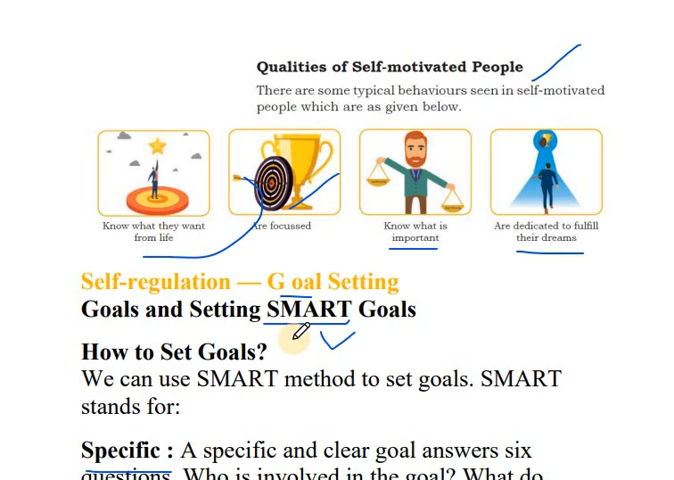 Qualities of Self-motivated People
There are some typical behaviours seen in self-motivated
people which are as given below.
Know what they want
from life
Are focussed
Know what is
important
Are dedicated to fulfill
their dreams
Self-regulation — G oal Setting
Goals and Setting SMART Goals
How to Set Goals?
We can use SMART method to set goals. SMART
stands for:
Specific : A specific and clear goal answers six
questions. Who is involved in the goal? What do